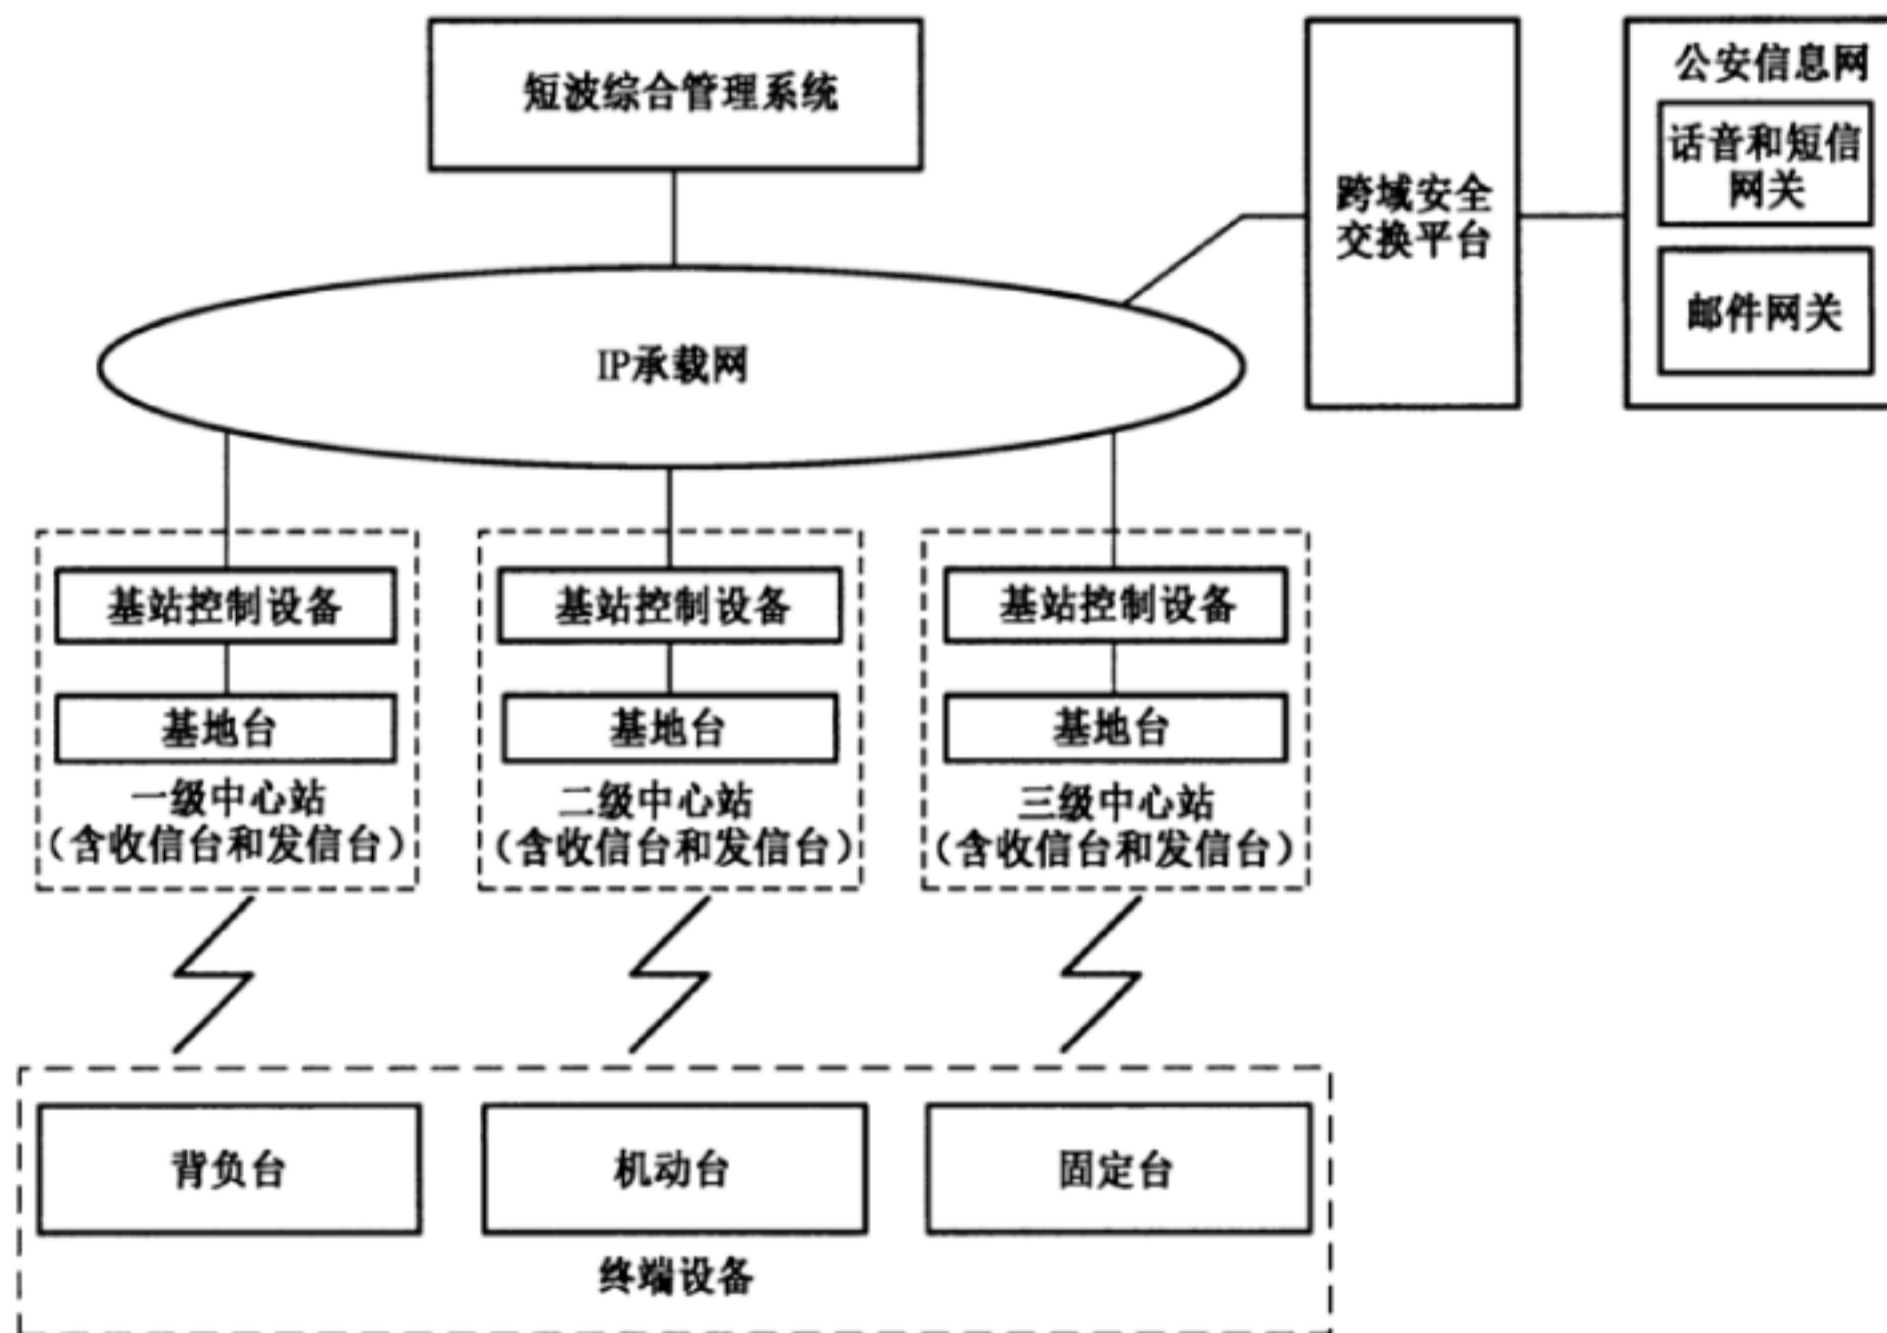 短波综合管理系统
公安信息网
话音和短信
网关
跨域安全
交换平台
邮件网关
IP承载网
基站控制设备
基站控制设备
基站控制设备
基地台
基地台
基地台
一级中心站
(含收信台和发信台)
二级中心站
(含收信台和发信台)
三级中心站
(含收信台和发信台)
背负台
机动台
固定台
终端设备